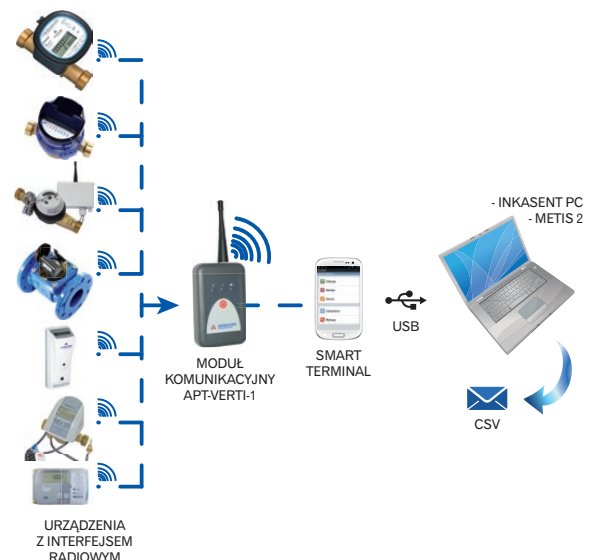 - INKASENT PC
- METIS 2
USB
MODUŁ
KOMUNIKACYJNY
APT-VERTI-1
SMART
TERMINAL
CSV
URZĄDZENIA
Z INTERFEJSEM
RADIOWYM